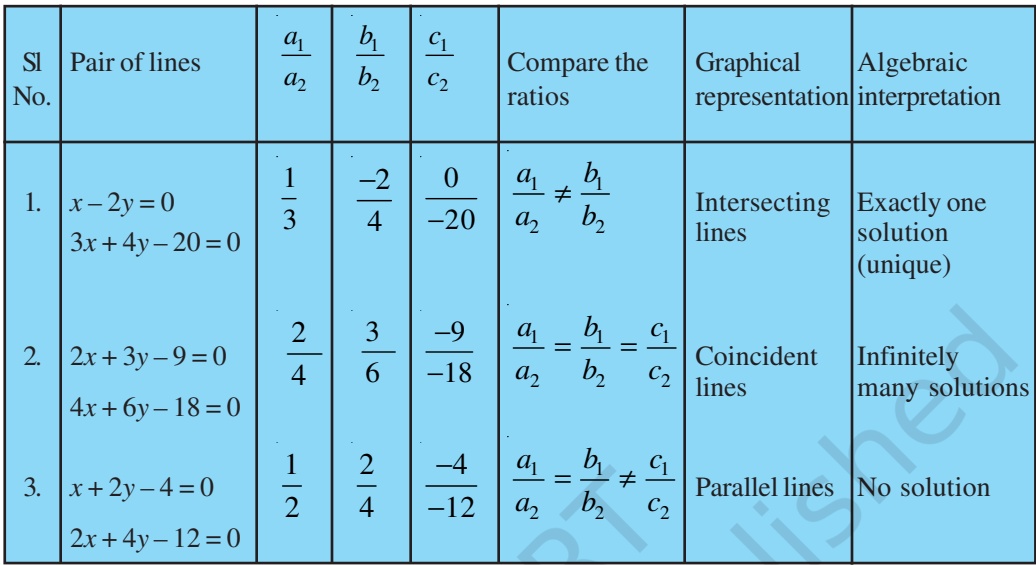 Sl No. | Pair of lines | a₁/a₂ | b₁/b₂ | c₁/c₂ | Compare the ratios | Graphical representation | Algebraic interpretation
1. | x – 2y = 0 | 1/3 | –2/4 | 0/–20 | a₁/a₂ ≠ b₁/b₂ | Intersecting lines | Exactly one solution (unique)
3x + 4y – 20 = 0
2. | 2x + 3y – 9 = 0 | 2/4 | 3/6 | –9/–18 | a₁/a₂ = b₁/b₂ = c₁/c₂ | Coincident lines | Infinitely many solutions
4x + 6y – 18 = 0
3. | x + 2y – 4 = 0 | 1/2 | 2/4 | –4/–12 | a₁/a₂ = b₁/b₂ ≠ c₁/c₂ | Parallel lines | No solution
2x + 4y – 12 = 0